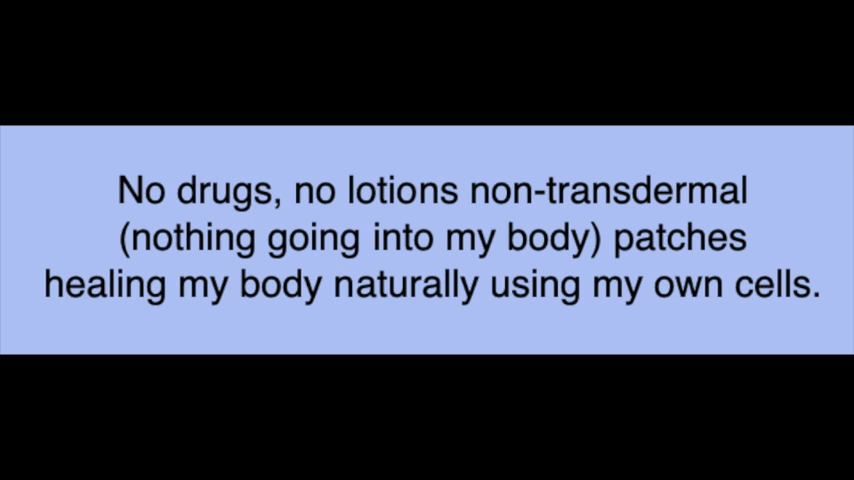 No drugs, no lotions non-transdermal
(nothing going into my body) patches
healing my body naturally using my own cells.